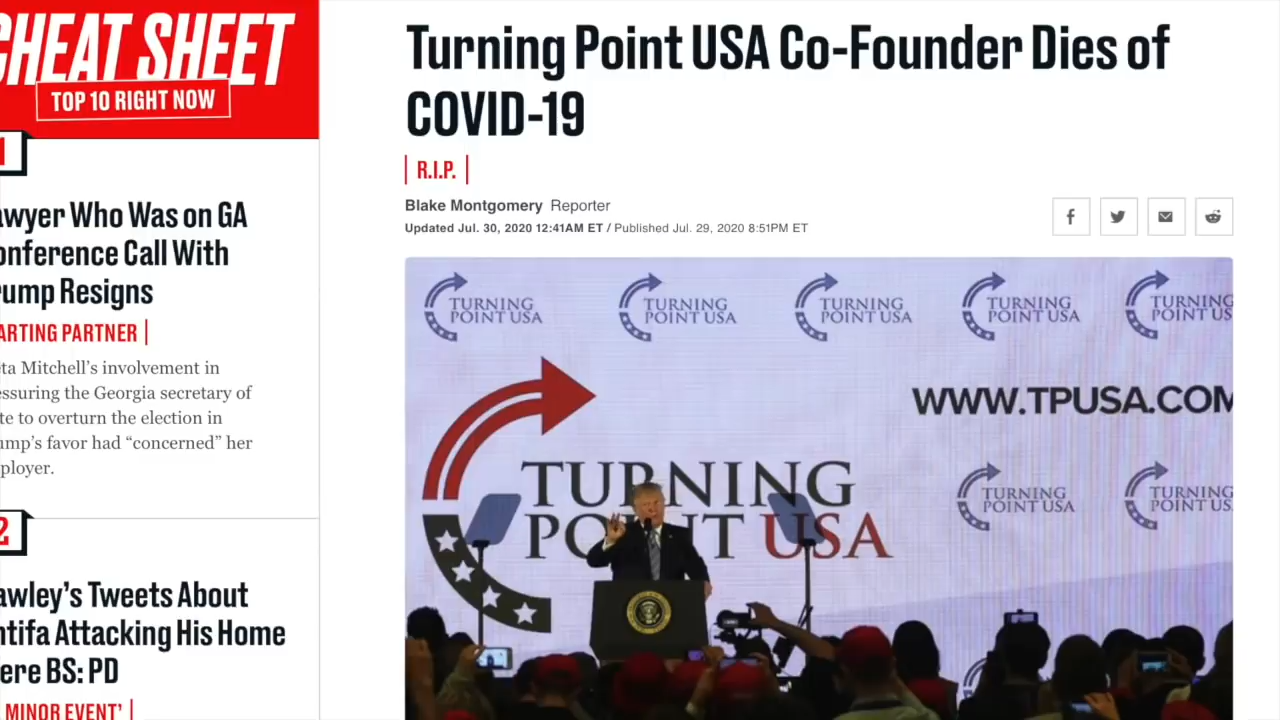 CHEAT SHEET
TOP 10 RIGHT NOW
1
awyer Who Was on GA
onference Call With
rump Resigns
ARTING PARTNER
ta Mitchell's involvement in
essuring the Georgia secretary of
te to overturn the election in
ump's favor had “concerned” her
ployer.
2
awley's Tweets About
ntifa Attacking His Home
ere BS: PD
MINOR EVENT'
Turning Point USA Co-Founder Dies of
COVID-19
R.I.P.
Blake Montgomery Reporter
Updated Jul. 30, 2020 12:41AM ET / Published Jul. 29, 2020 8:51PM ET
TURNING
POINT USA
TURNING
POINT USA
TURNING
POINT USA
TURNING
POINT USA
TURNING
POINT US
WWW.TPUSA.COM
TURNING
POINT USA
TURNING
POINT USA
TURNING
POINT US